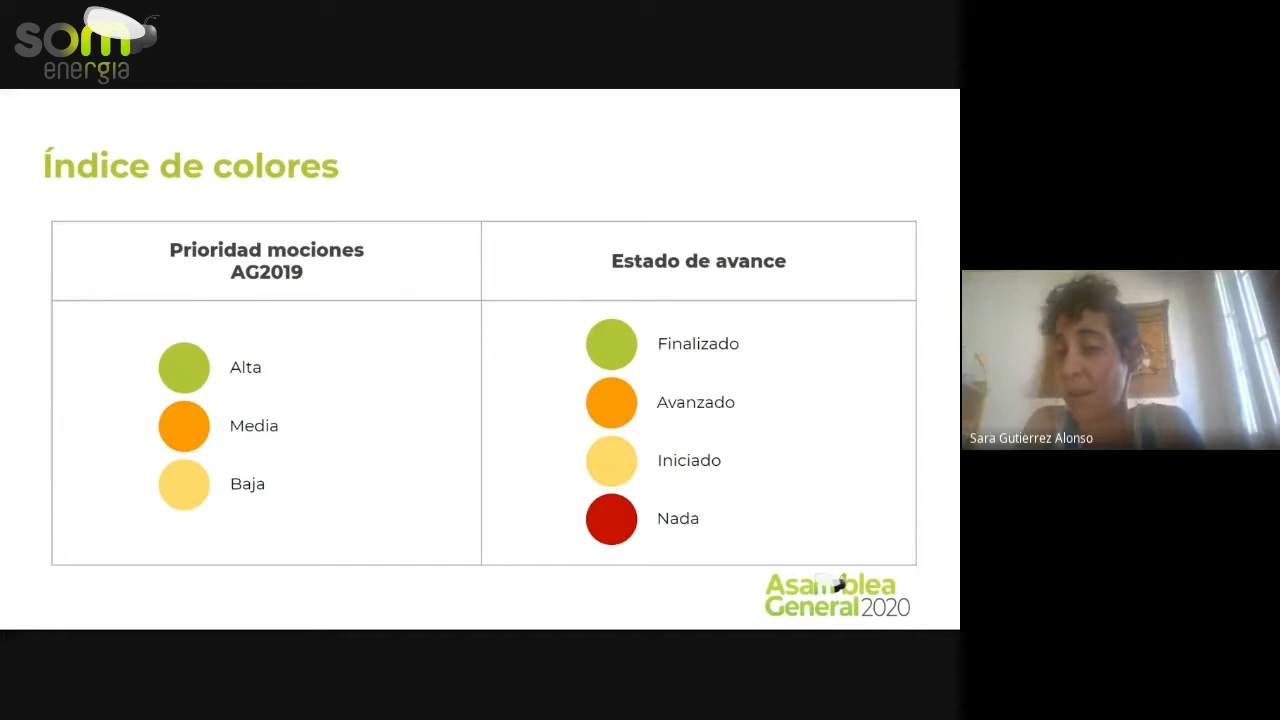 som
energia
Índice de colores
Prioridad mociones
AG2019
Estado de avance
Alta
Media
Baja
Finalizado
Avanzado
Iniciado
Nada
Asamblea
General 2020
Sara Gutierrez Alonso